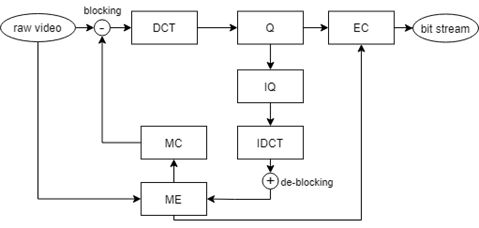 blocking
raw video
-
DCT
Q
EC
bit stream
IQ
MC
IDCT
+
de-blocking
ME